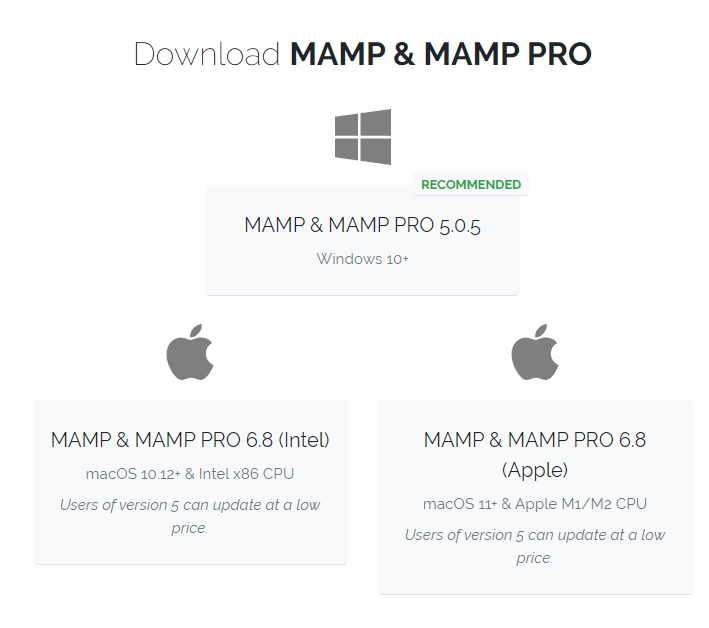 Download MAMP & MAMP PRO
RECOMMENDED
MAMP & MAMP PRO 5.0.5
Windows 10+
MAMP & MAMP PRO 6.8 (Intel)
macOS 10.12+ & Intel x86 CPU
Users of version 5 can update at a low
price.
MAMP & MAMP PRO 6.8
(Apple)
macOS 11+ & Apple M1/M2 CPU
Users of version 5 can update at a low
price.